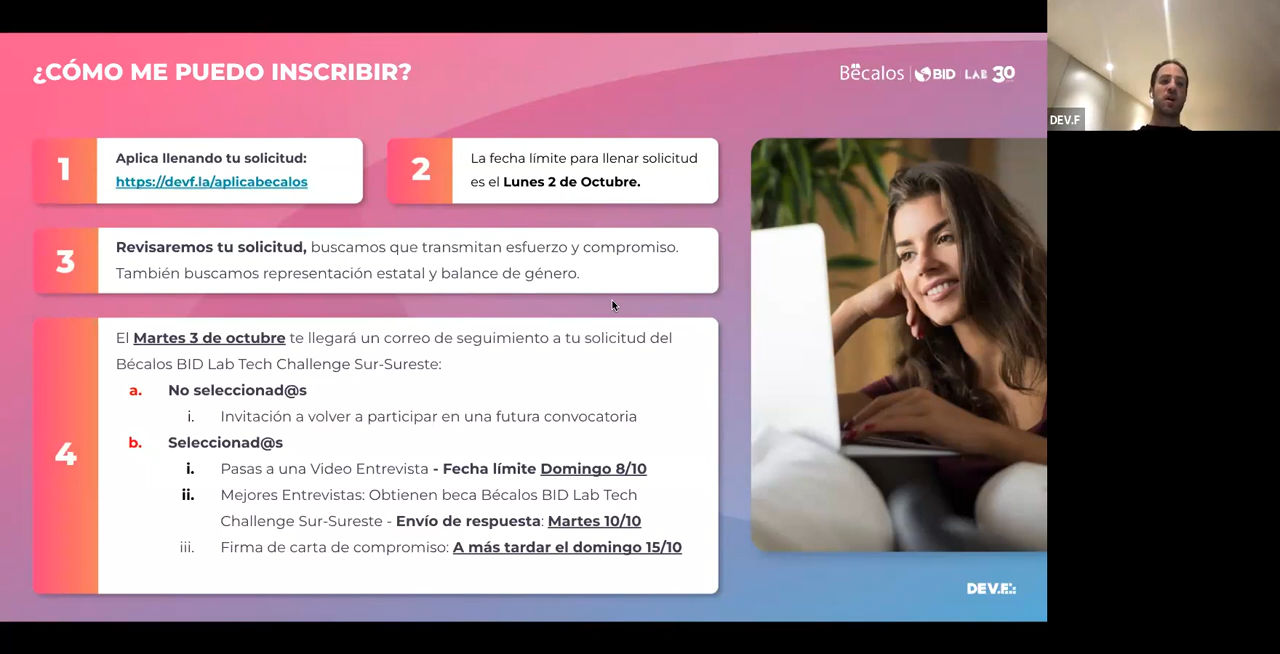 ¿CÓMO ME PUEDO INSCRIBIR?
Bécalos | BID LAB 30
DEV.F
1
Aplica llenando tu solicitud:
https://devf.la/aplicabecalos
2
La fecha límite para llenar solicitud
es el Lunes 2 de Octubre.
3
Revisaremos tu solicitud, buscamos que transmitan esfuerzo y compromiso.
También buscamos representación estatal y balance de género.
4
El Martes 3 de octubre te llegará un correo de seguimiento a tu solicitud del
Bécalos BID Lab Tech Challenge Sur-Sureste:
a. No seleccionad@s
i. Invitación a volver a participar en una futura convocatoria
b. Seleccionad@s
i. Pasas a una Video Entrevista - Fecha límite Domingo 8/10
ii. Mejores Entrevistas: Obtienen beca Bécalos BID Lab Tech
Challenge Sur-Sureste - Envío de respuesta: Martes 10/10
iii. Firma de carta de compromiso: A más tardar el domingo 15/10
DEV.F.: